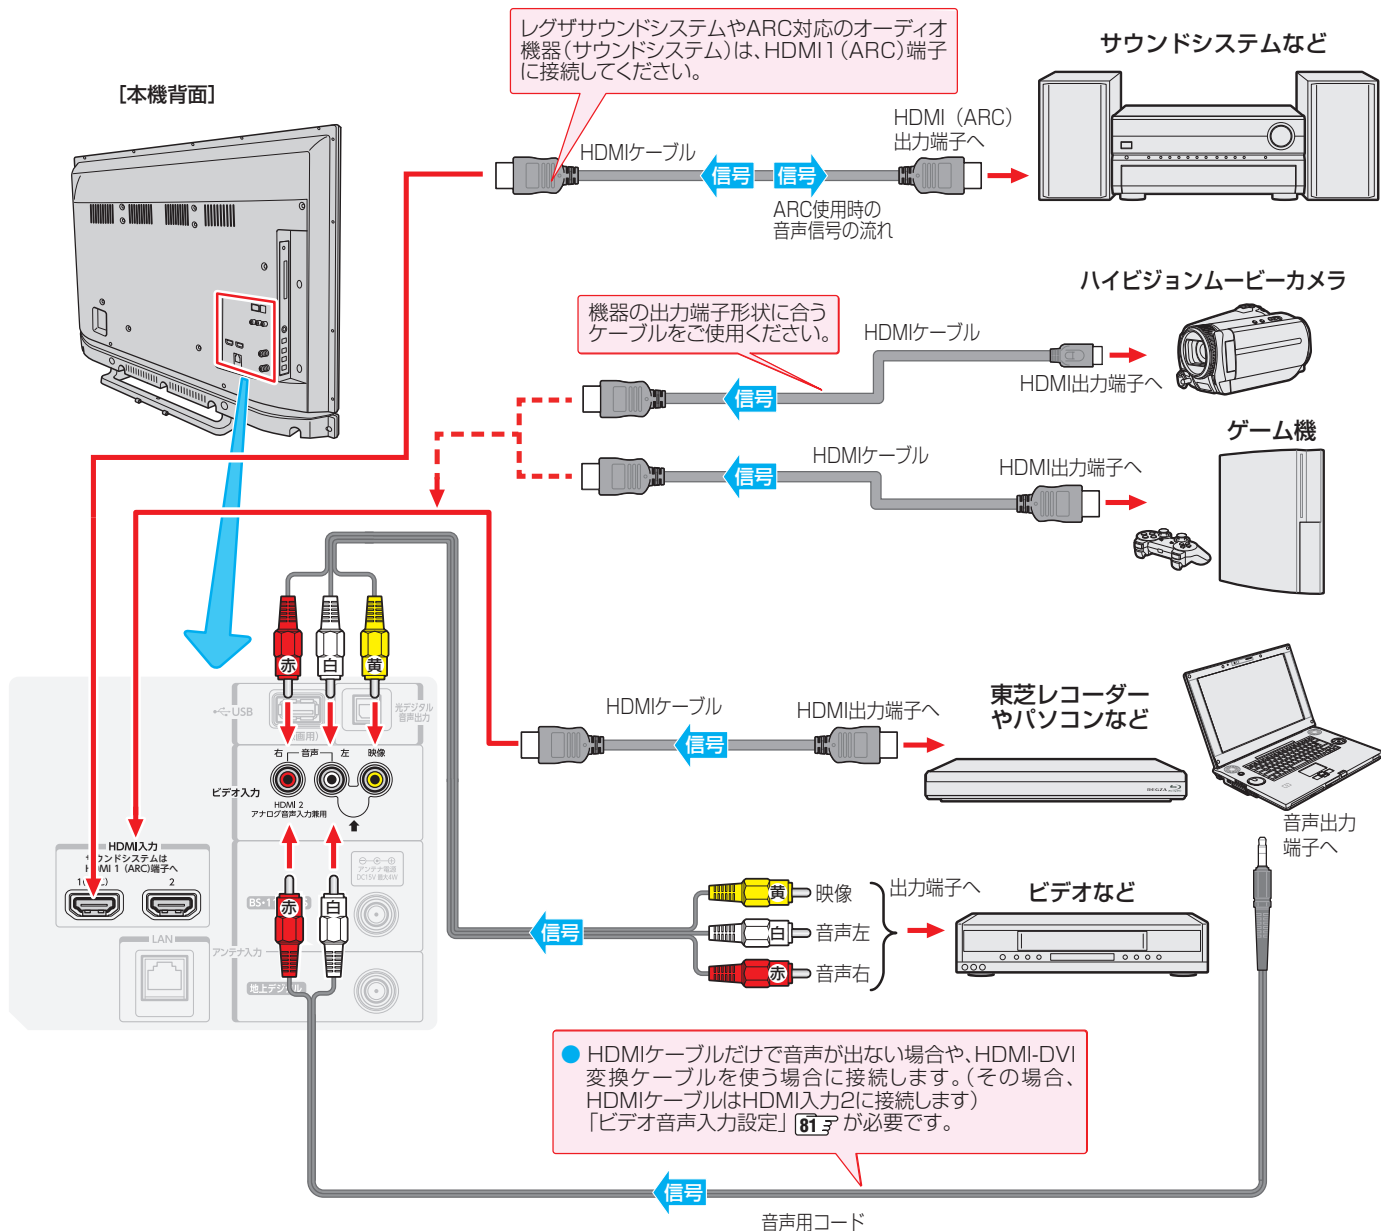 レグザサウンドシステムやARC対応のオーディオ
機器(サウンドシステム)は、HDMI1(ARC)端子
に接続してください。
サウンドシステムなど
[本機背面]
HDMIケーブル
信号
信号
HDMI（ARC）
出力端子へ
ARC使用時の
音声信号の流れ
ハイビジョンムービーカメラ
機器の出力端子形状に合う
ケーブルをご使用ください。
HDMIケーブル
信号
HDMI出力端子へ
ゲーム機
HDMIケーブル
信号
HDMI出力端子へ
赤
白
黄
USB
画用)
光デジタル
音声出力
右
音声
左
映像
ビデオ入力
HDMI 2
アナログ音声入力兼用
HDMI入力
サウンドシステムは
HDMI 1 (ARC)端子へ
2
LAN
アンテナ電源
DC15V 最大4W
アンテナ入力
地上デジタル
赤
白
東芝レコーダー
やパソコンなど
HDMIケーブル
信号
HDMI出力端子へ
REGZA
音声出力
端子へ
信号
黄
映像
白
音声左
赤
音声右
出力端子へ
ビデオなど
● HDMIケーブルだけで音声が出ない場合や、HDMI-DVI
変換ケーブルを使う場合に接続します。(その場合、
HDMIケーブルはHDMI入力2に接続します)
「ビデオ音声入力設定」 81 が必要です。
信号
音声用コード